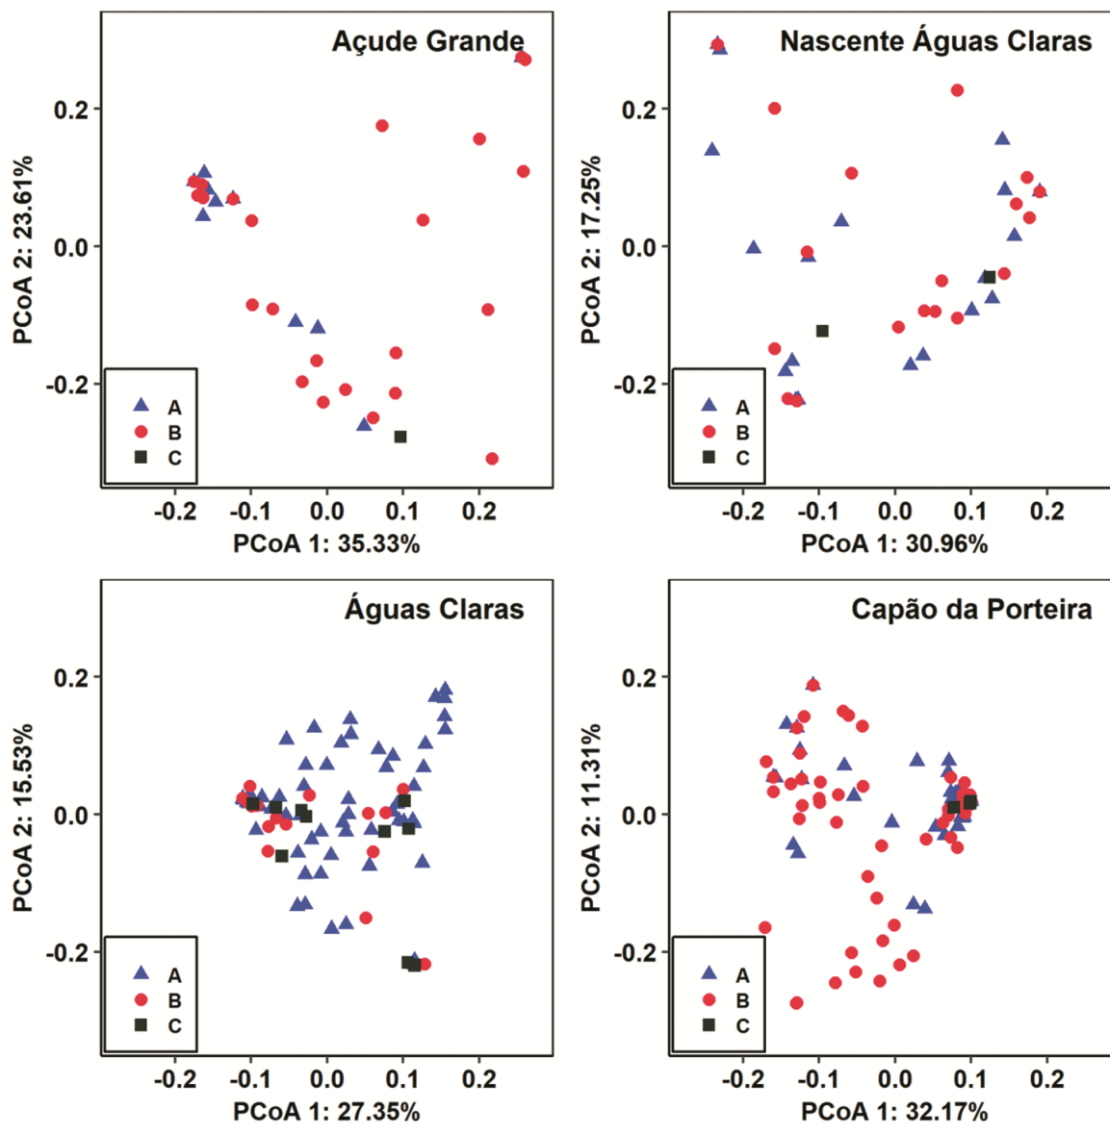 Açude Grande
0.2
0.0
-0.2
PCoA 2: 23.61%
A
B
C
-0.2 -0.1 0.0 0.1 0.2
PCoA 1: 35.33%
Nascente Águas Claras
0.2
0.0
-0.2
PCoA 2: 17.25%
A
B
C
-0.2 -0.1 0.0 0.1 0.2
PCoA 1: 30.96%
Águas Claras
0.2
0.0
-0.2
PCoA 2: 15.53%
A
B
C
-0.2 -0.1 0.0 0.1 0.2
PCoA 1: 27.35%
Capão da Porteira
0.2
0.0
-0.2
PCoA 2: 11.31%
A
B
C
-0.2 -0.1 0.0 0.1 0.2
PCoA 1: 32.17%